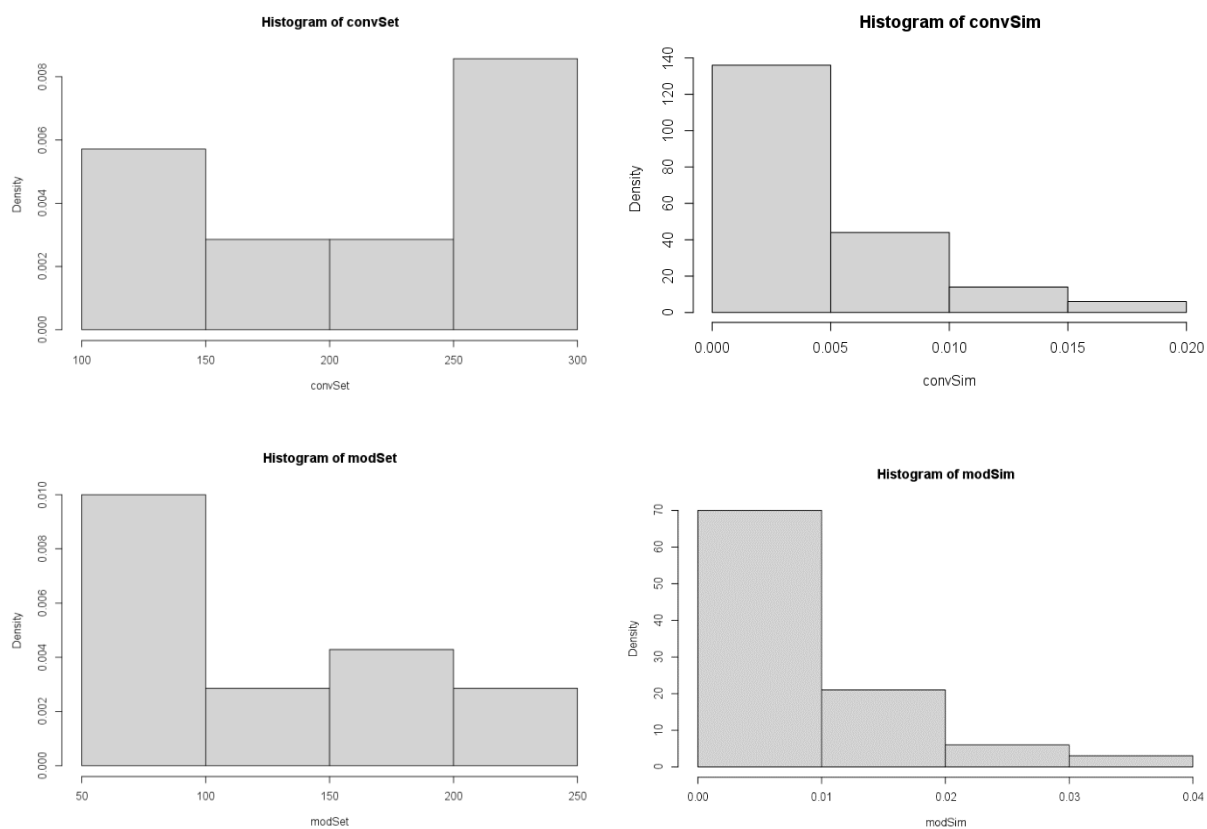 Histogram of convSet
Density
0.008
0.006
0.004
0.002
0.000
100 150 200 250 300
convSet
Histogram of convSim
Density
140
120
100
80
60
40
20
0
0.000 0.005 0.010 0.015 0.020
convSim
Histogram of modSet
Density
0.010
0.008
0.006
0.004
0.002
0.000
50 100 150 200 250
modSet
Histogram of modSim
Density
70
60
50
40
30
20
10
0
0.00 0.01 0.02 0.03 0.04
modSim